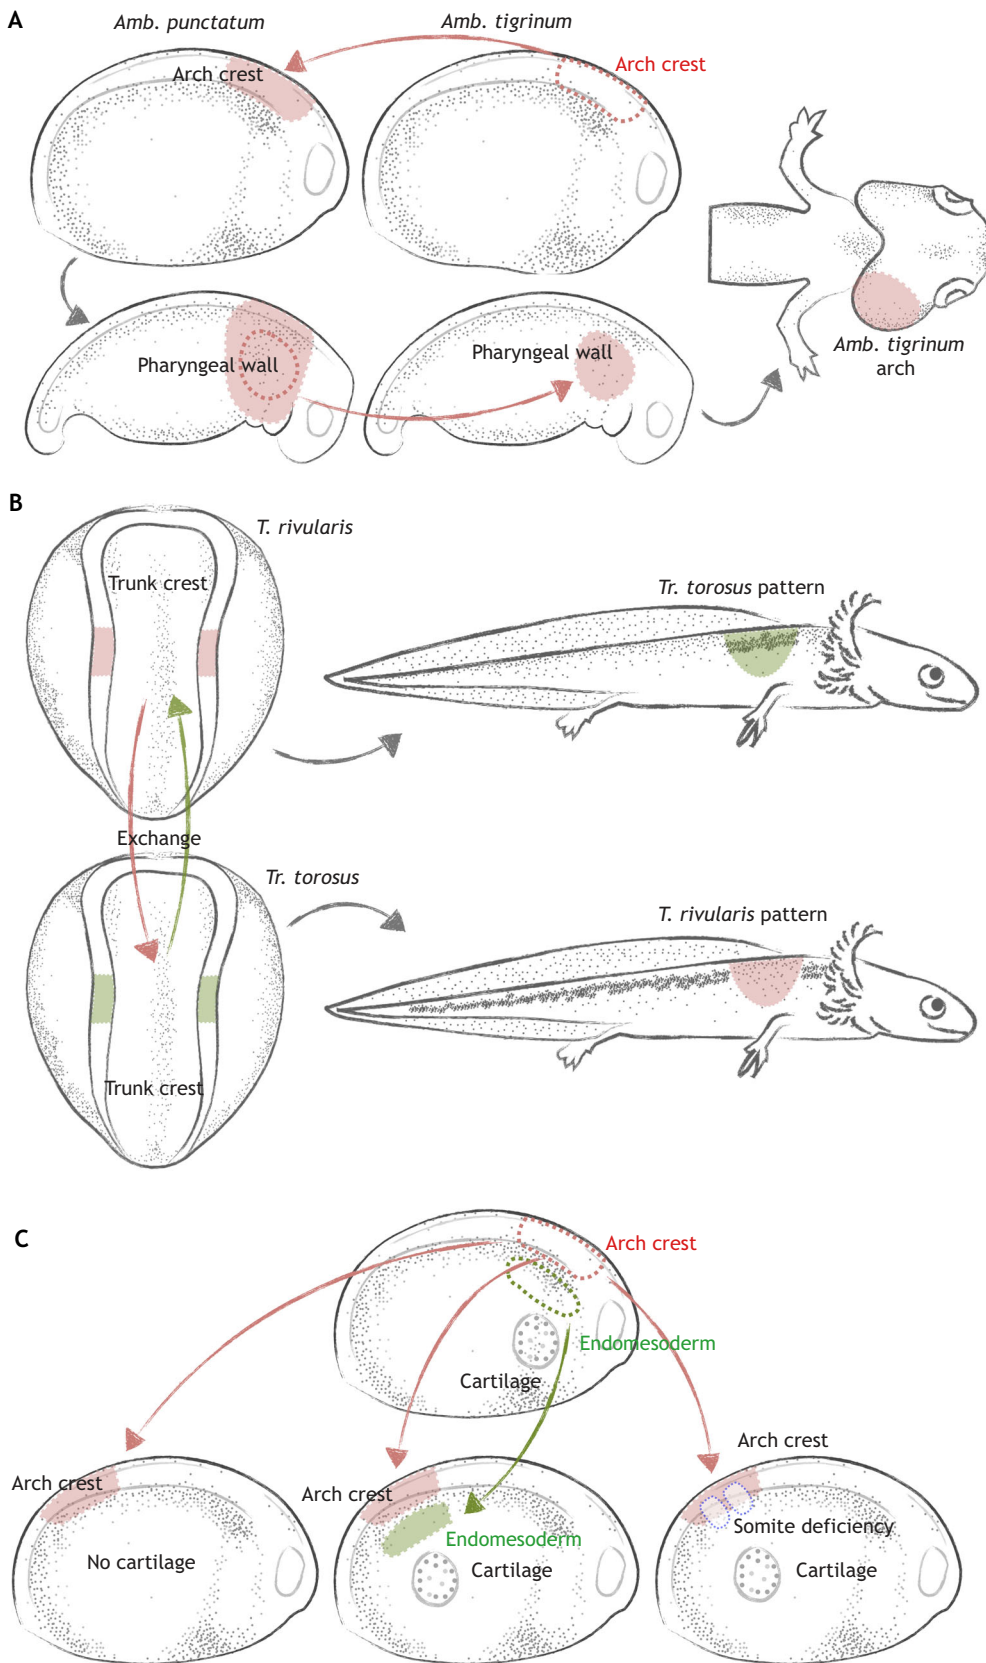 A
Amb. punctatum
Amb. tigrinum
Arch crest
Arch crest
Pharyngeal wall
Pharyngeal wall
Amb. tigrinum
arch
B
T. rivularis
Trunk crest
Tr. torosus pattern
Exchange
Tr. torosus
T. rivularis pattern
Trunk crest
C
Arch crest
Endomesoderm
Cartilage
Arch crest
No cartilage
Arch crest
Endomesoderm
Cartilage
Arch crest
Somite deficiency
Cartilage